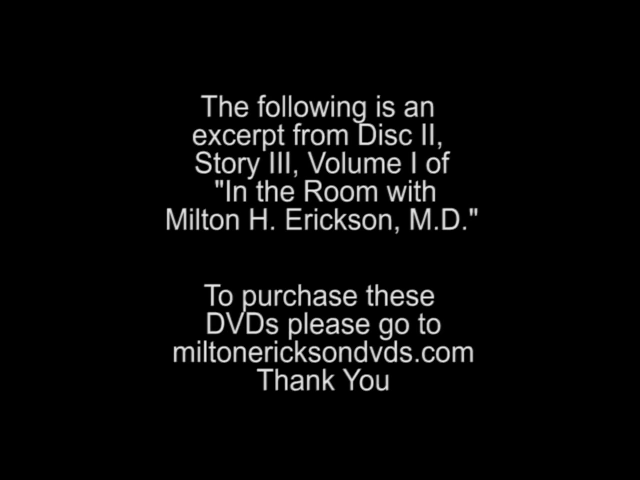 The following is an
excerpt from Disc II,
Story III, Volume I of
"In the Room with
Milton H. Erickson, M.D."
To purchase these
DVDs please go to
miltonericksondvds.com
Thank You